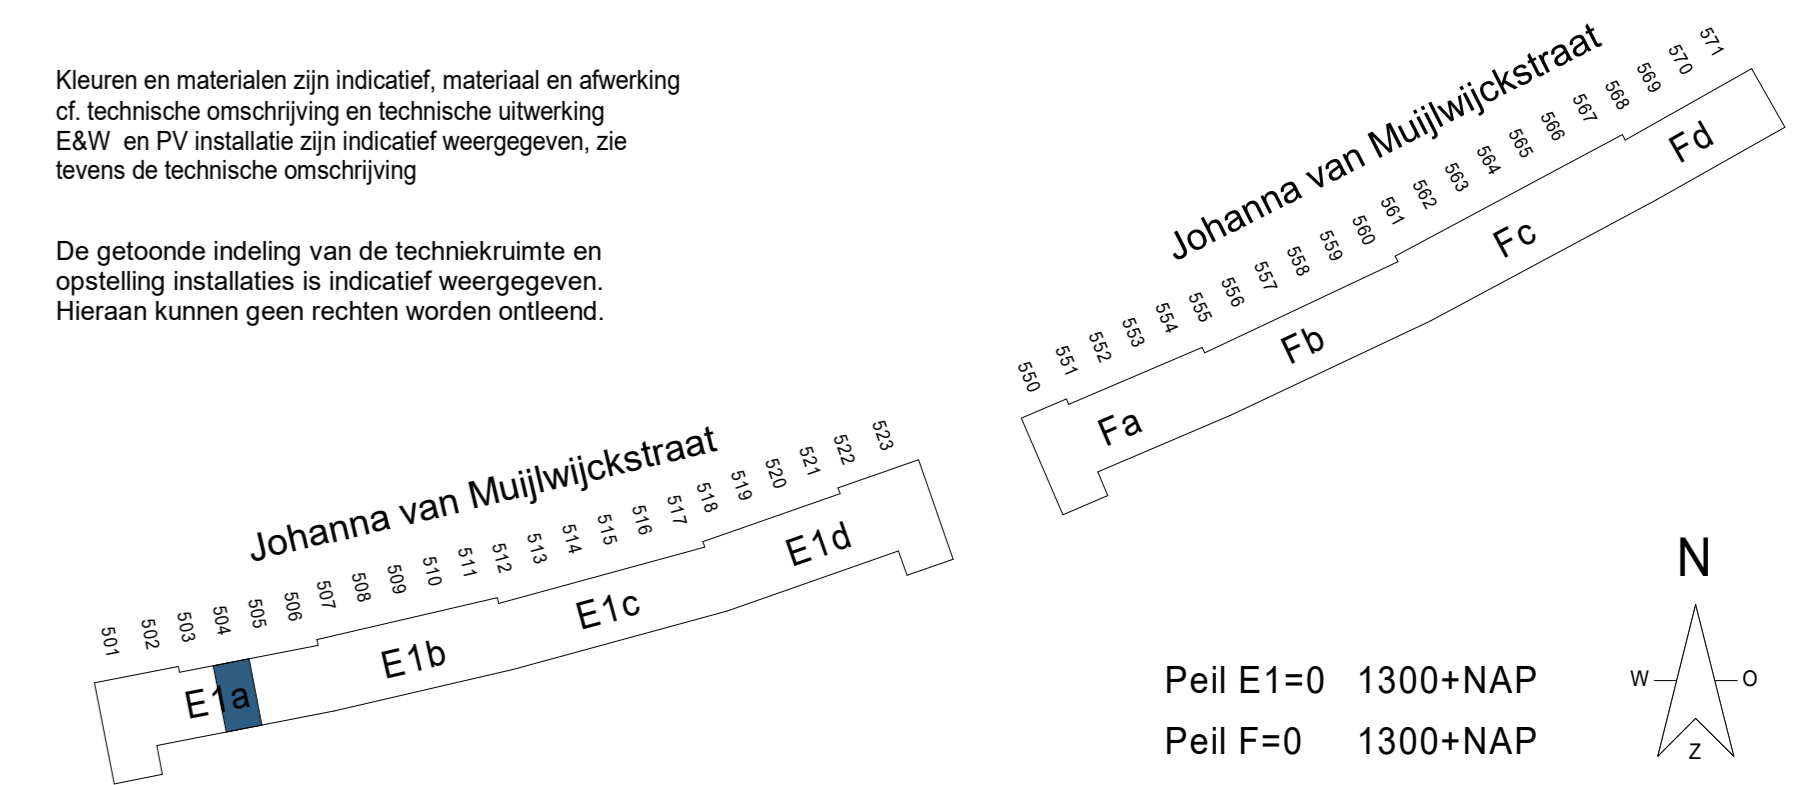 Kleuren en materialen zijn indicatief, materiaal en afwerking
cf. technische omschrijving en technische uitwerking
E&W en PV installatie zijn indicatief weergegeven, zie
tevens de technische omschrijving
De getoonde indeling van de techniekruimte en
opstelling installaties is indicatief weergegeven.
Hieraan kunnen geen rechten worden ontleend.
Johanna van Muijlwijckstraat
501 502 503 504 505 506 507 508 509 510 511 512 513 514 515 516 517 518 519 520 521 522 523
E1a E1b E1c E1d
Johanna van Muijlwijckstraat
550 551 552 553 554 555 556 557 558 559 560 561 562 563 564 565 566 567 568 569 570 571
Fa Fb Fc Fd
Peil E1=0 1300+NAP
Peil F=0 1300+NAP
N
W O
Z